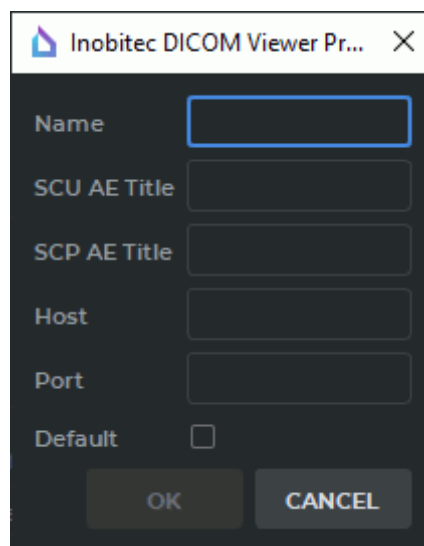 Inobitec DICOM Viewer Pr...
Name
SCU AE Title
SCP AE Title
Host
Port
Default
OK CANCEL